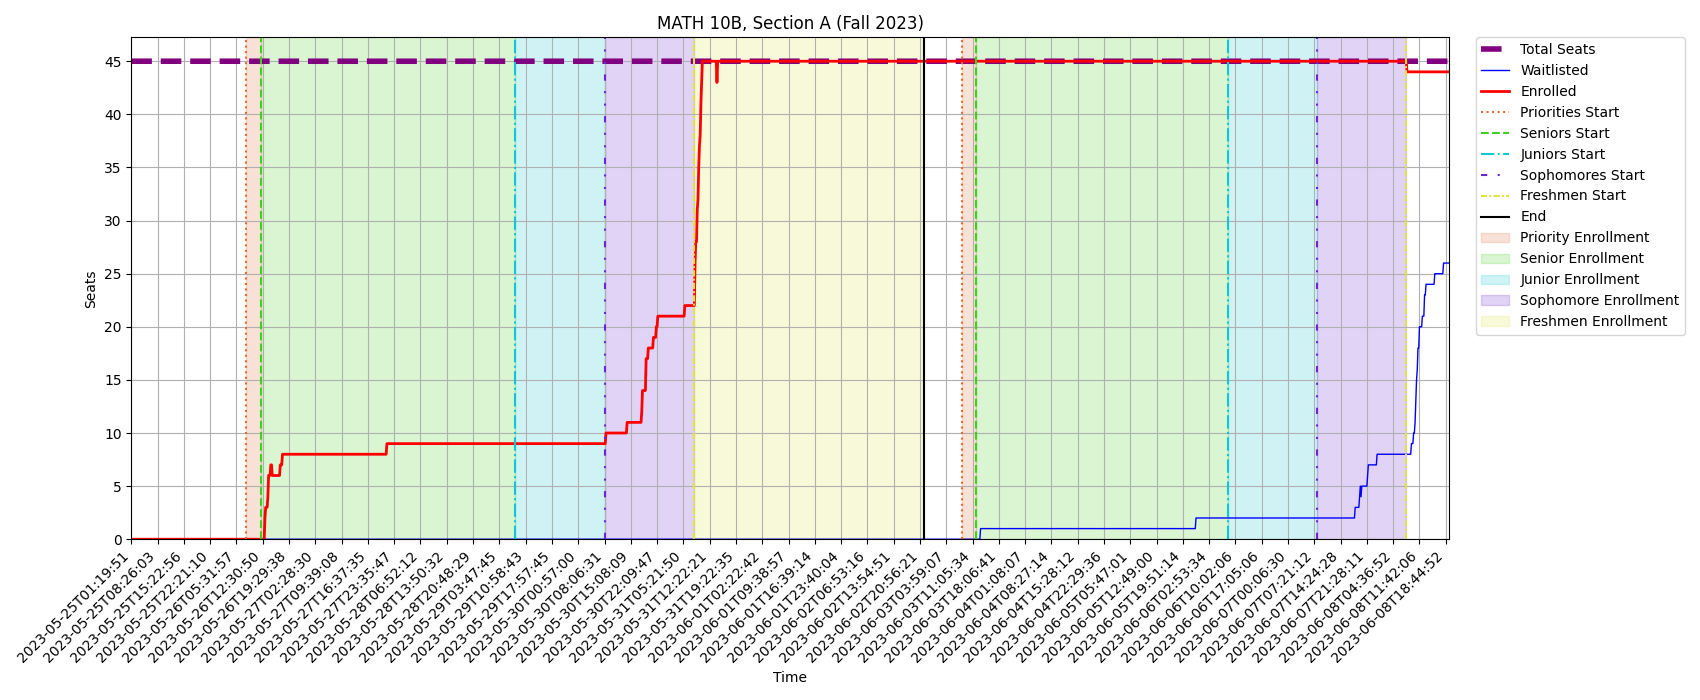 MATH 10B, Section A (Fall 2023)
Seats
45
40
35
30
25
20
15
10
5
0
2023-05-25T01:19:51
2023-05-25T08:26:03
2023-05-25T15:22:56
2023-05-25T22:21:10
2023-05-26T05:31:57
2023-05-26T12:30:50
2023-05-26T19:29:38
2023-05-27T02:28:30
2023-05-27T09:39:08
2023-05-27T16:37:35
2023-05-27T23:35:47
2023-05-28T06:52:12
2023-05-28T13:50:32
2023-05-28T20:48:29
2023-05-29T03:47:45
2023-05-29T10:58:43
2023-05-29T17:57:45
2023-05-30T00:57:00
2023-05-30T08:06:31
2023-05-30T15:08:09
2023-05-30T22:09:47
2023-05-31T05:21:50
2023-05-31T12:22:21
2023-05-31T19:22:35
2023-06-01T02:22:42
2023-06-01T09:38:57
2023-06-01T16:39:14
2023-06-01T23:40:04
2023-06-02T06:53:16
2023-06-02T13:54:51
2023-06-02T20:56:21
2023-06-03T03:59:07
2023-06-03T11:05:34
2023-06-03T18:06:41
2023-06-04T01:08:07
2023-06-04T08:27:14
2023-06-04T15:28:12
2023-06-04T22:29:36
2023-06-05T05:47:01
2023-06-05T12:49:00
2023-06-05T19:51:14
2023-06-06T02:53:34
2023-06-06T10:02:06
2023-06-06T17:05:06
2023-06-07T00:06:30
2023-06-07T07:21:12
2023-06-07T14:24:28
2023-06-07T21:28:11
2023-06-08T04:36:52
2023-06-08T11:42:06
2023-06-08T18:44:52
Time
Total Seats
Waitlisted
Enrolled
Priorities Start
Seniors Start
Juniors Start
Sophomores Start
Freshmen Start
End
Priority Enrollment
Senior Enrollment
Junior Enrollment
Sophomore Enrollment
Freshmen Enrollment